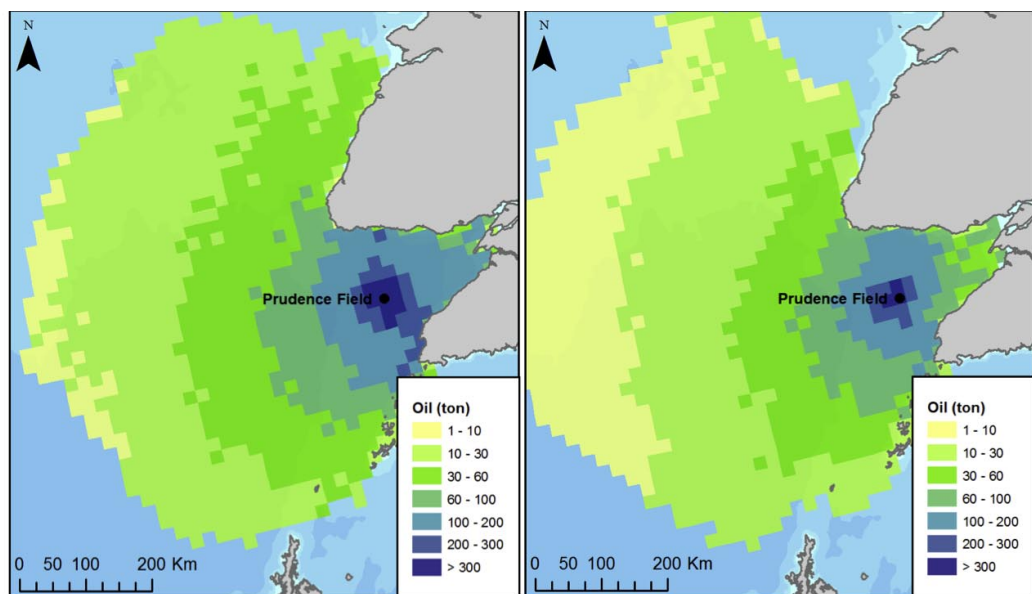 N
Prudence Field
Oil (ton)
1 - 10
10 - 30
30 - 60
60 - 100
100 - 200
200 - 300
> 300
0 50 100 200 Km
N
Prudence Field
Oil (ton)
1 - 10
10 - 30
30 - 60
60 - 100
100 - 200
200 - 300
> 300
0 50 100 200 Km